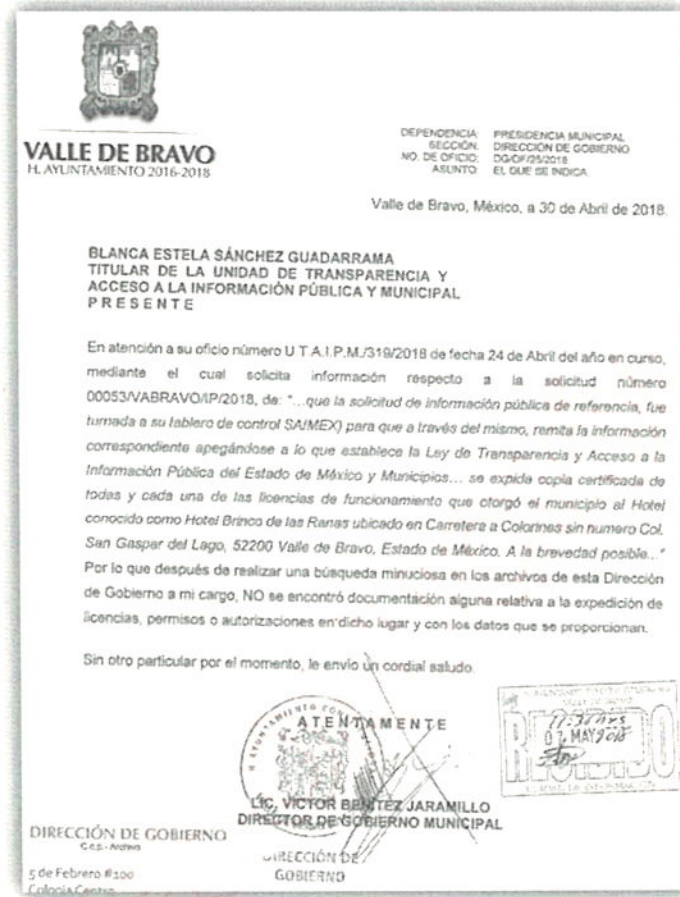 VALLE DE BRAVO
H. AYUNTAMIENTO 2016-2018
DEPENDENCIA: PRESIDENCIA MUNICIPAL
SECCIÓN: DIRECCIÓN DE GOBIERNO
NO. DE OFICIO: DG/OF/25/2018
ASUNTO: EL QUE SE INDICA
Valle de Bravo, México, a 30 de Abril de 2018.
BLANCA ESTELA SÁNCHEZ GUADARRAMA
TITULAR DE LA UNIDAD DE TRANSPARENCIA Y
ACCESO A LA INFORMACIÓN PÚBLICA Y MUNICIPAL
P R E S E N T E
En atención a su oficio número U T.A.I.P.M./319/2018 de fecha 24 de Abril del año en curso,
mediante el cual solicita información respecto a la solicitud número
00053/VABRAVO/IP/2018, de: "...que la solicitud de información pública de referencia, fue
turnada a su tablero de control SAIMEX) para que a través del mismo, remita la información
correspondiente apegándose a lo que establece la Ley de Transparencia y Acceso a la
Información Pública del Estado de México y Municipios... se expida copia certificada de
todas y cada una de las licencias de funcionamiento que otorgó el municipio al Hotel
conocido como Hotel Brinco de las Ranas ubicado en Carretera a Colorines sin numero Col.
San Gaspar del Lago, 52200 Valle de Bravo, Estado de México. A la brevedad posible..."
Por lo que después de realizar una búsqueda minuciosa en los archivos de esta Dirección
de Gobierno a mi cargo, NO se encontró documentación alguna relativa a la expedición de
licencias, permisos o autorizaciones en dicho lugar y con los datos que se proporcionan.
Sin otro particular por el momento, le envío un cordial saludo.
A T E N T A M E N T E
LIC. VÍCTOR BENÍTEZ JARAMILLO
DIRECTOR DE GOBIERNO MUNICIPAL
DIRECCIÓN DE
GOBIERNO
RECIBIDO
11:37 hrs
MAY 2018
DIRECCIÓN DE GOBIERNO
C.c.p.- Archivo
5 de Febrero #100
Colonia Centro